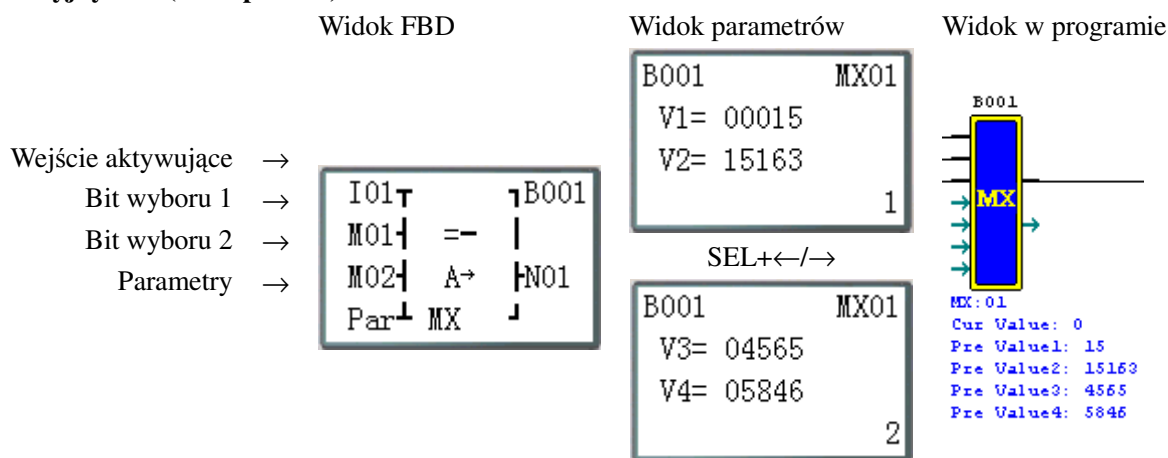 Widok FBD
Widok parametrów
Widok w programie
Wejście aktywujące →
Bit wyboru 1 →
Bit wyboru 2 →
Parametry →
I01 B001
M01 =-
M02 A→ N01
Par MX
B001 MX01
V1= 00015
V2= 15163
1
SEL+←/→
B001 MX01
V3= 04565
V4= 05846
2
B001
MX
MX:01
Cur Value: 0
Pre Value1: 15
Pre Value2: 15163
Pre Value3: 4565
Pre Value4: 5846